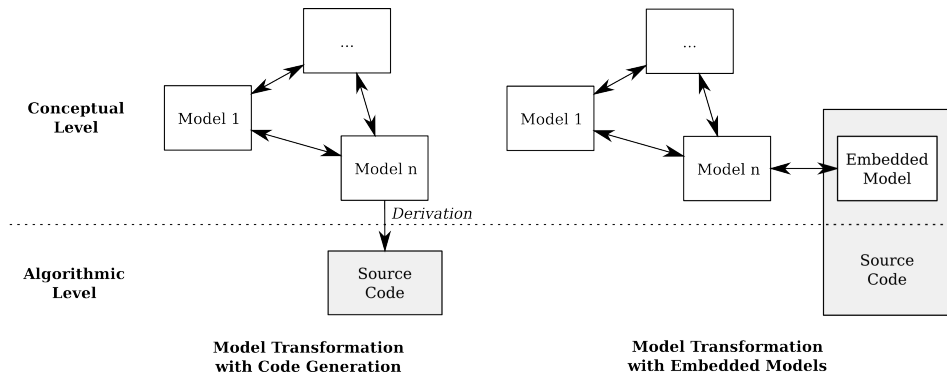 ...
...
Model 1
Model 1
Conceptual
Level
Model n
Model n
Embedded
Model
Derivation
Algorithmic
Level
Source
Code
Source
Code
Model Transformation
with Code Generation
Model Transformation
with Embedded Models